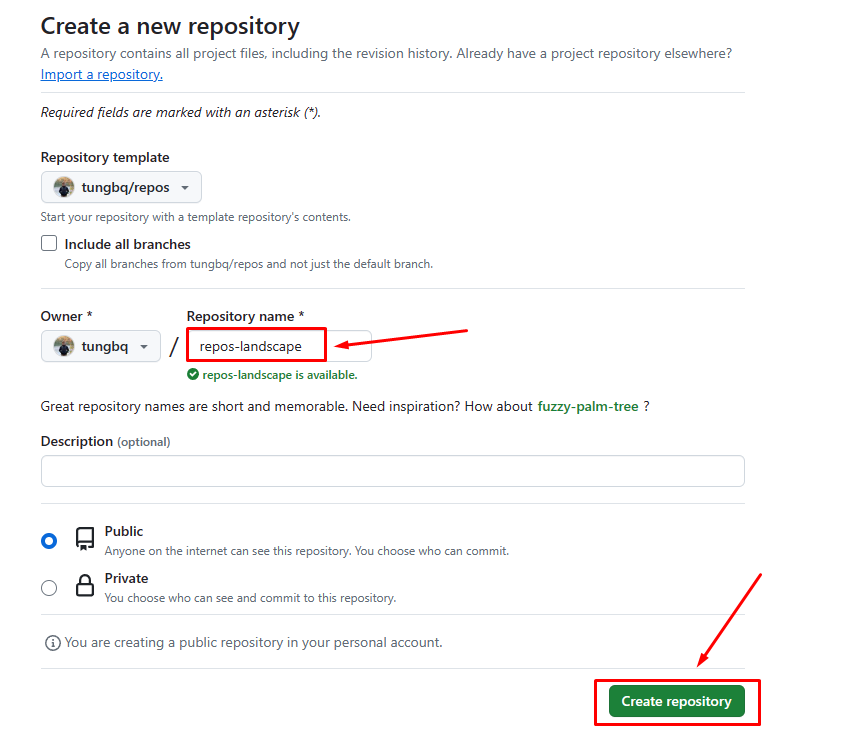 Create a new repository
A repository contains all project files, including the revision history. Already have a project repository elsewhere?
Import a repository.
Required fields are marked with an asterisk (*).
Repository template
tungbq/repos
Start your repository with a template repository's contents.
Include all branches
Copy all branches from tungbq/repos and not just the default branch.
Owner * Repository name *
tungbq / repos-landscape
repos-landscape is available.
Great repository names are short and memorable. Need inspiration? How about fuzzy-palm-tree ?
Description (optional)
Public
Anyone on the internet can see this repository. You choose who can commit.
Private
You choose who can see and commit to this repository.
You are creating a public repository in your personal account.
Create repository